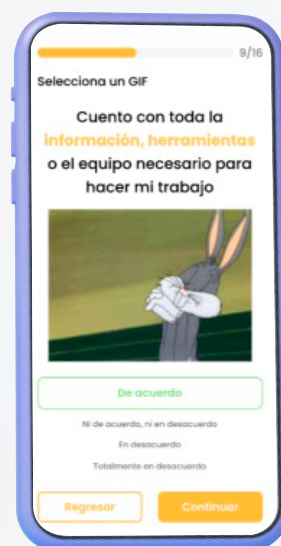 9/16
Selecciona un GIF
Cuento con toda la
información, herramientas
o el equipo necesario para
hacer mi trabajo
De acuerdo
Ni de acuerdo, ni en desacuerdo
En desacuerdo
Totalmente en desacuerdo
Regresar Continuar